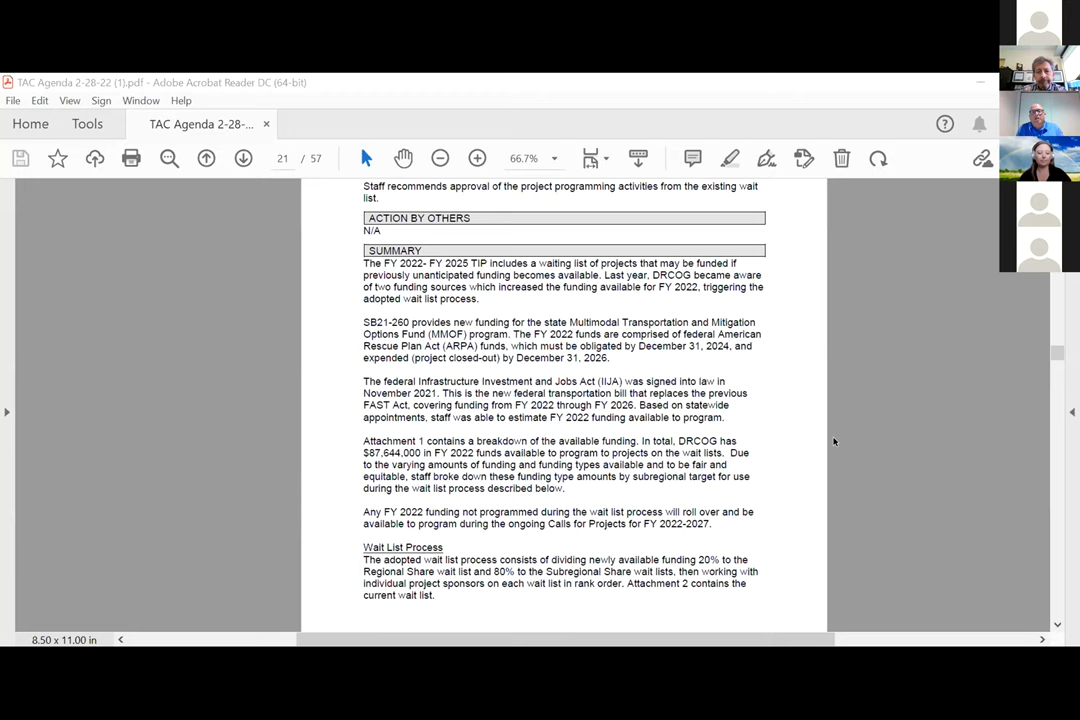 TAC Agenda 2-28-22 (1).pdf - Adobe Acrobat Reader DC (64-bit)
File Edit View Sign Window Help
Home Tools TAC Agenda 2-28-... ×
21 / 57 66.7%
Staff recommends approval of the project programming activities from the existing wait
list.
ACTION BY OTHERS
N/A
SUMMARY
The FY 2022- FY 2025 TIP includes a waiting list of projects that may be funded if
previously unanticipated funding becomes available. Last year, DRCOG became aware
of two funding sources which increased the funding available for FY 2022, triggering the
adopted wait list process.
SB21-260 provides new funding for the state Multimodal Transportation and Mitigation
Options Fund (MMOF) program. The FY 2022 funds are comprised of federal American
Rescue Plan Act (ARPA) funds, which must be obligated by December 31, 2024, and
expended (project closed-out) by December 31, 2026.
The federal Infrastructure Investment and Jobs Act (IIJA) was signed into law in
November 2021. This is the new federal transportation bill that replaces the previous
FAST Act, covering funding from FY 2022 through FY 2026. Based on statewide
appointments, staff was able to estimate FY 2022 funding available to program.
Attachment 1 contains a breakdown of the available funding. In total, DRCOG has
$87,644,000 in FY 2022 funds available to program to projects on the wait lists. Due
to the varying amounts of funding and funding types available and to be fair and
equitable, staff broke down these funding type amounts by subregional target for use
during the wait list process described below.
Any FY 2022 funding not programmed during the wait list process will roll over and be
available to program during the ongoing Calls for Projects for FY 2022-2027.
Wait List Process
The adopted wait list process consists of dividing newly available funding 20% to the
Regional Share wait list and 80% to the Subregional Share wait lists, then working with
individual project sponsors on each wait list in rank order. Attachment 2 contains the
current wait list.
8.50 x 11.00 in